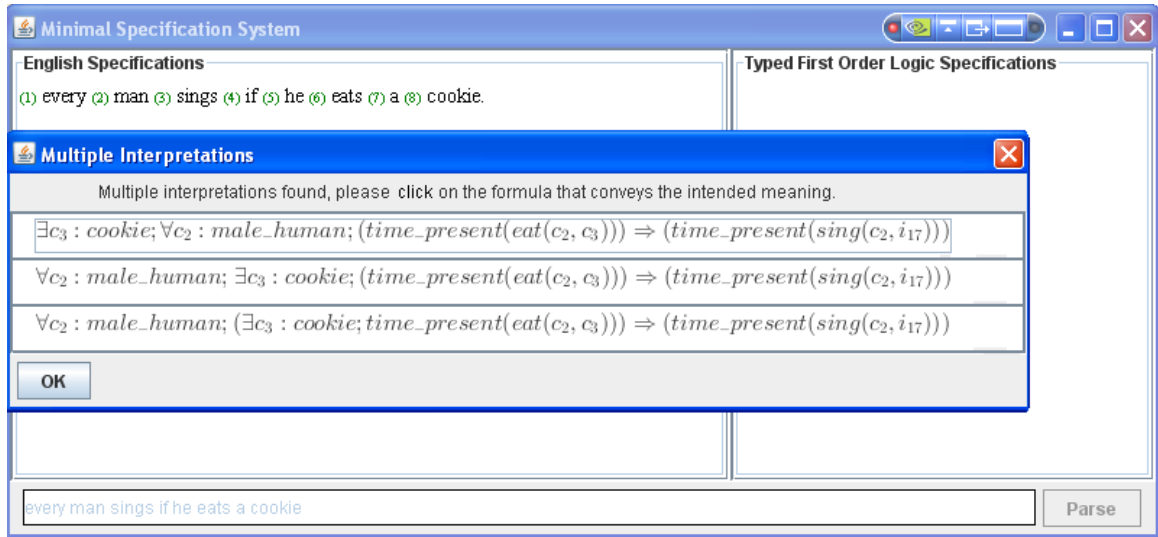 Minimal Specification System
English Specifications
Typed First Order Logic Specifications
(1) every (2) man (3) sings (4) if (5) he (6) eats (7) a (8) cookie.
Multiple Interpretations
Multiple interpretations found, please click on the formula that conveys the intended meaning.
∃c₃ : cookie; ∀c₂ : male_human; (time_present(eat(c₂, c₃))) ⇒ (time_present(sing(c₂, i₁₇)))
∀c₂ : male_human; ∃c₃ : cookie; (time_present(eat(c₂, c₃))) ⇒ (time_present(sing(c₂, i₁₇)))
∀c₂ : male_human; (∃c₃ : cookie; time_present(eat(c₂, c₃))) ⇒ (time_present(sing(c₂, i₁₇)))
OK
every man sings if he eats a cookie
Parse